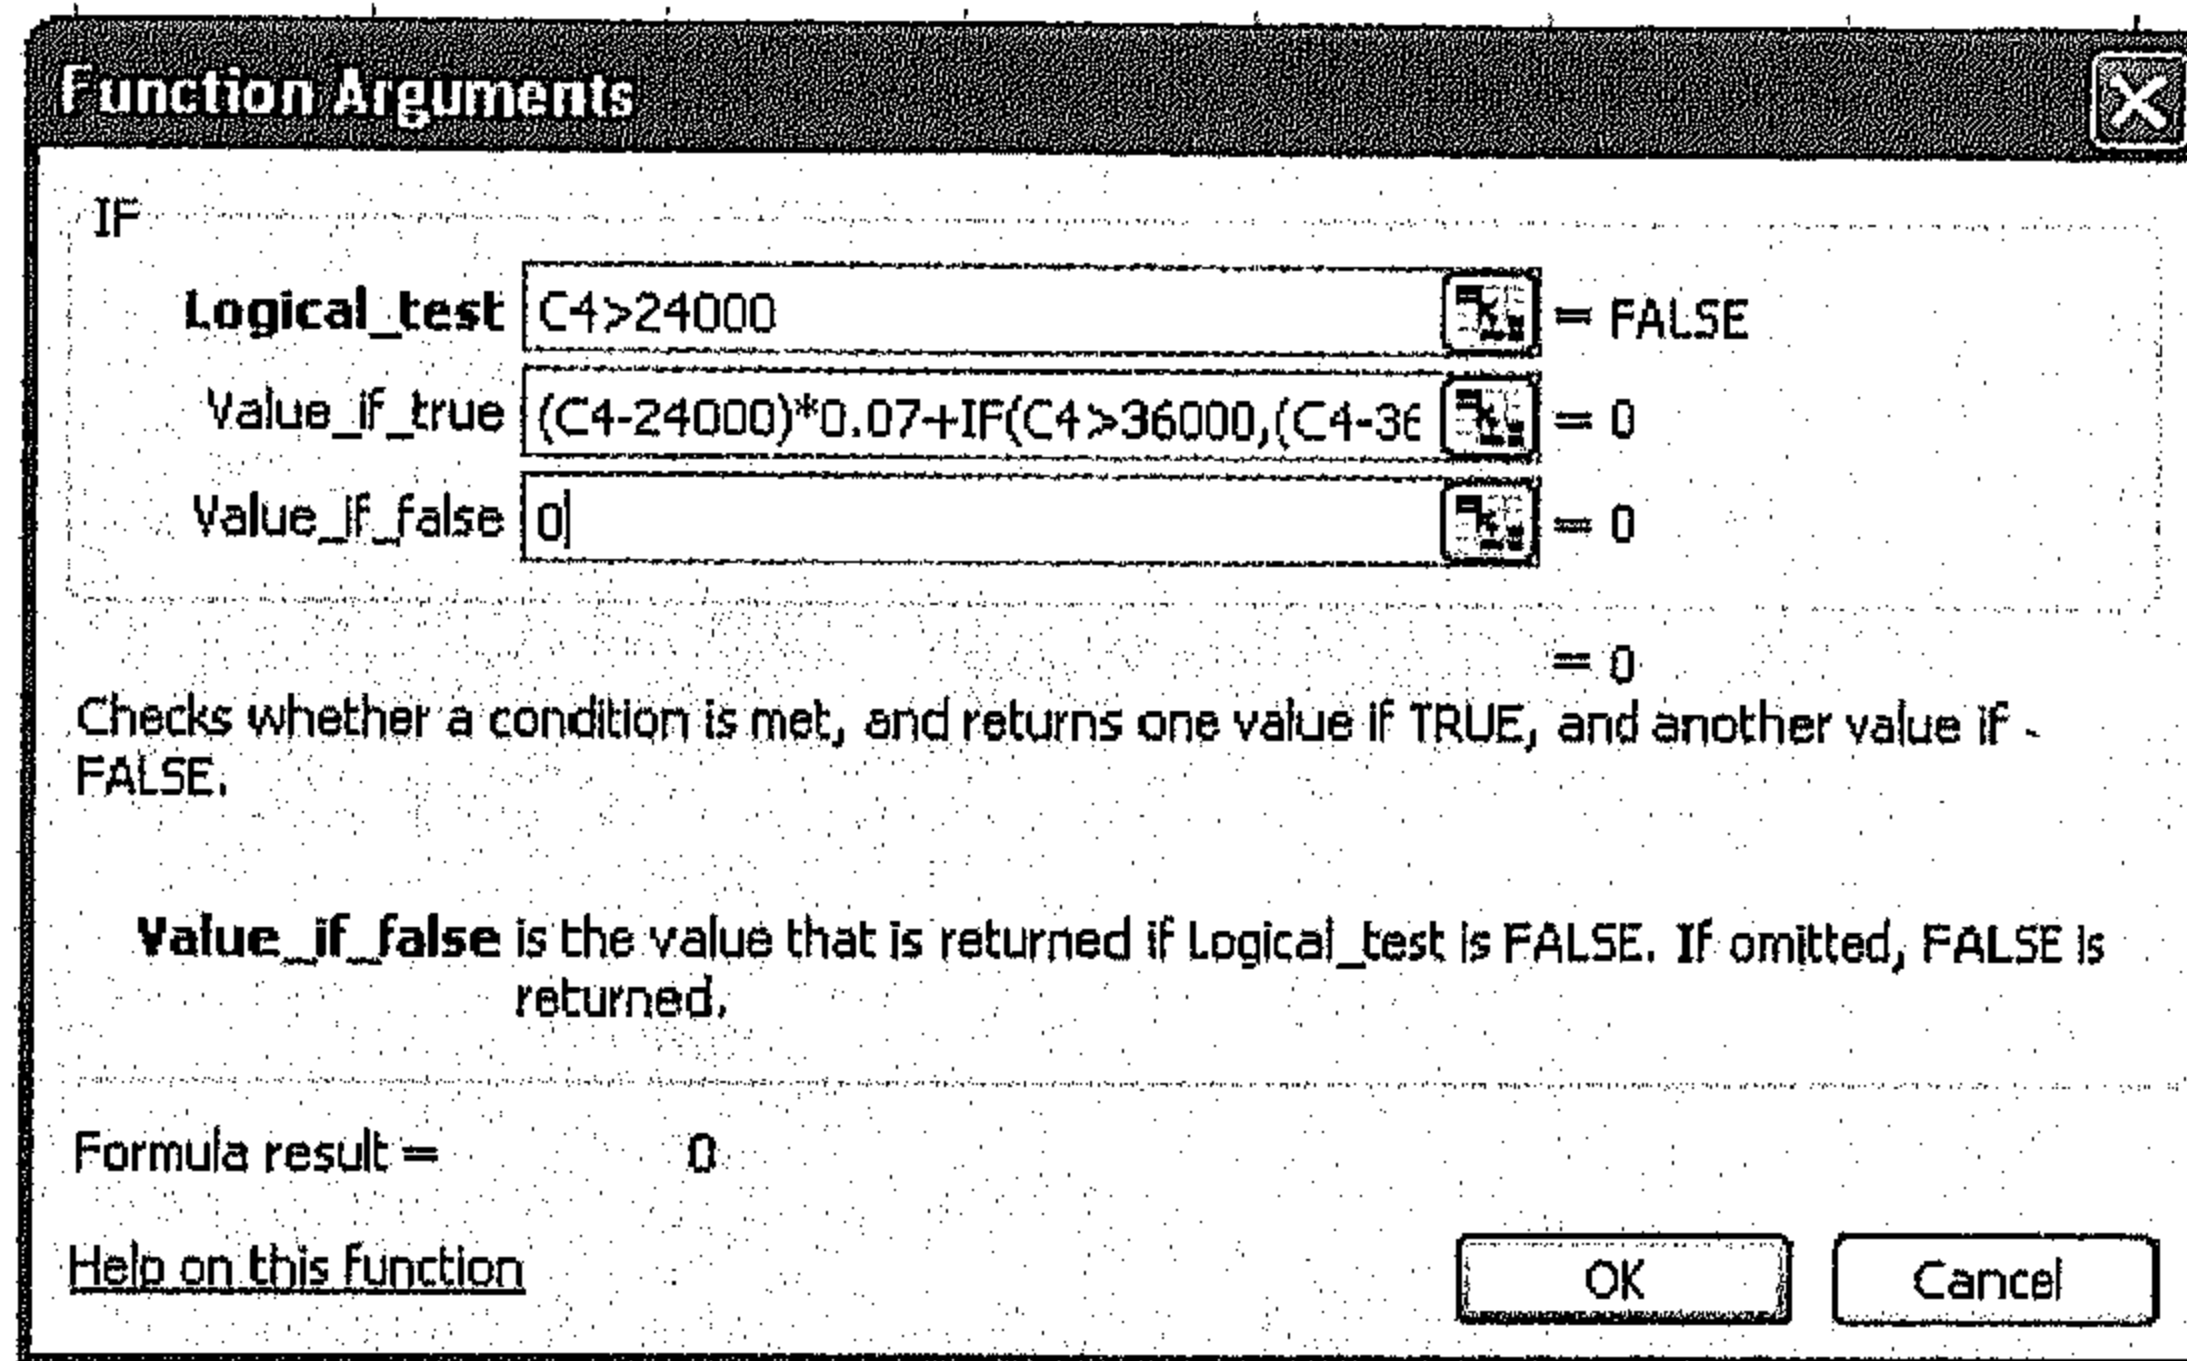 Function Arguments
IF
Logical_test C4>24000 = FALSE
Value_if_true (C4-24000)*0.07+IF(C4>36000,(C4-36 = 0
Value_if_false 0 = 0
= 0
Checks whether a condition is met, and returns one value if TRUE, and another value if
FALSE.
Value_if_false is the value that is returned if Logical_test is FALSE. If omitted, FALSE is
returned.
Formula result = 0
Help on this function OK Cancel